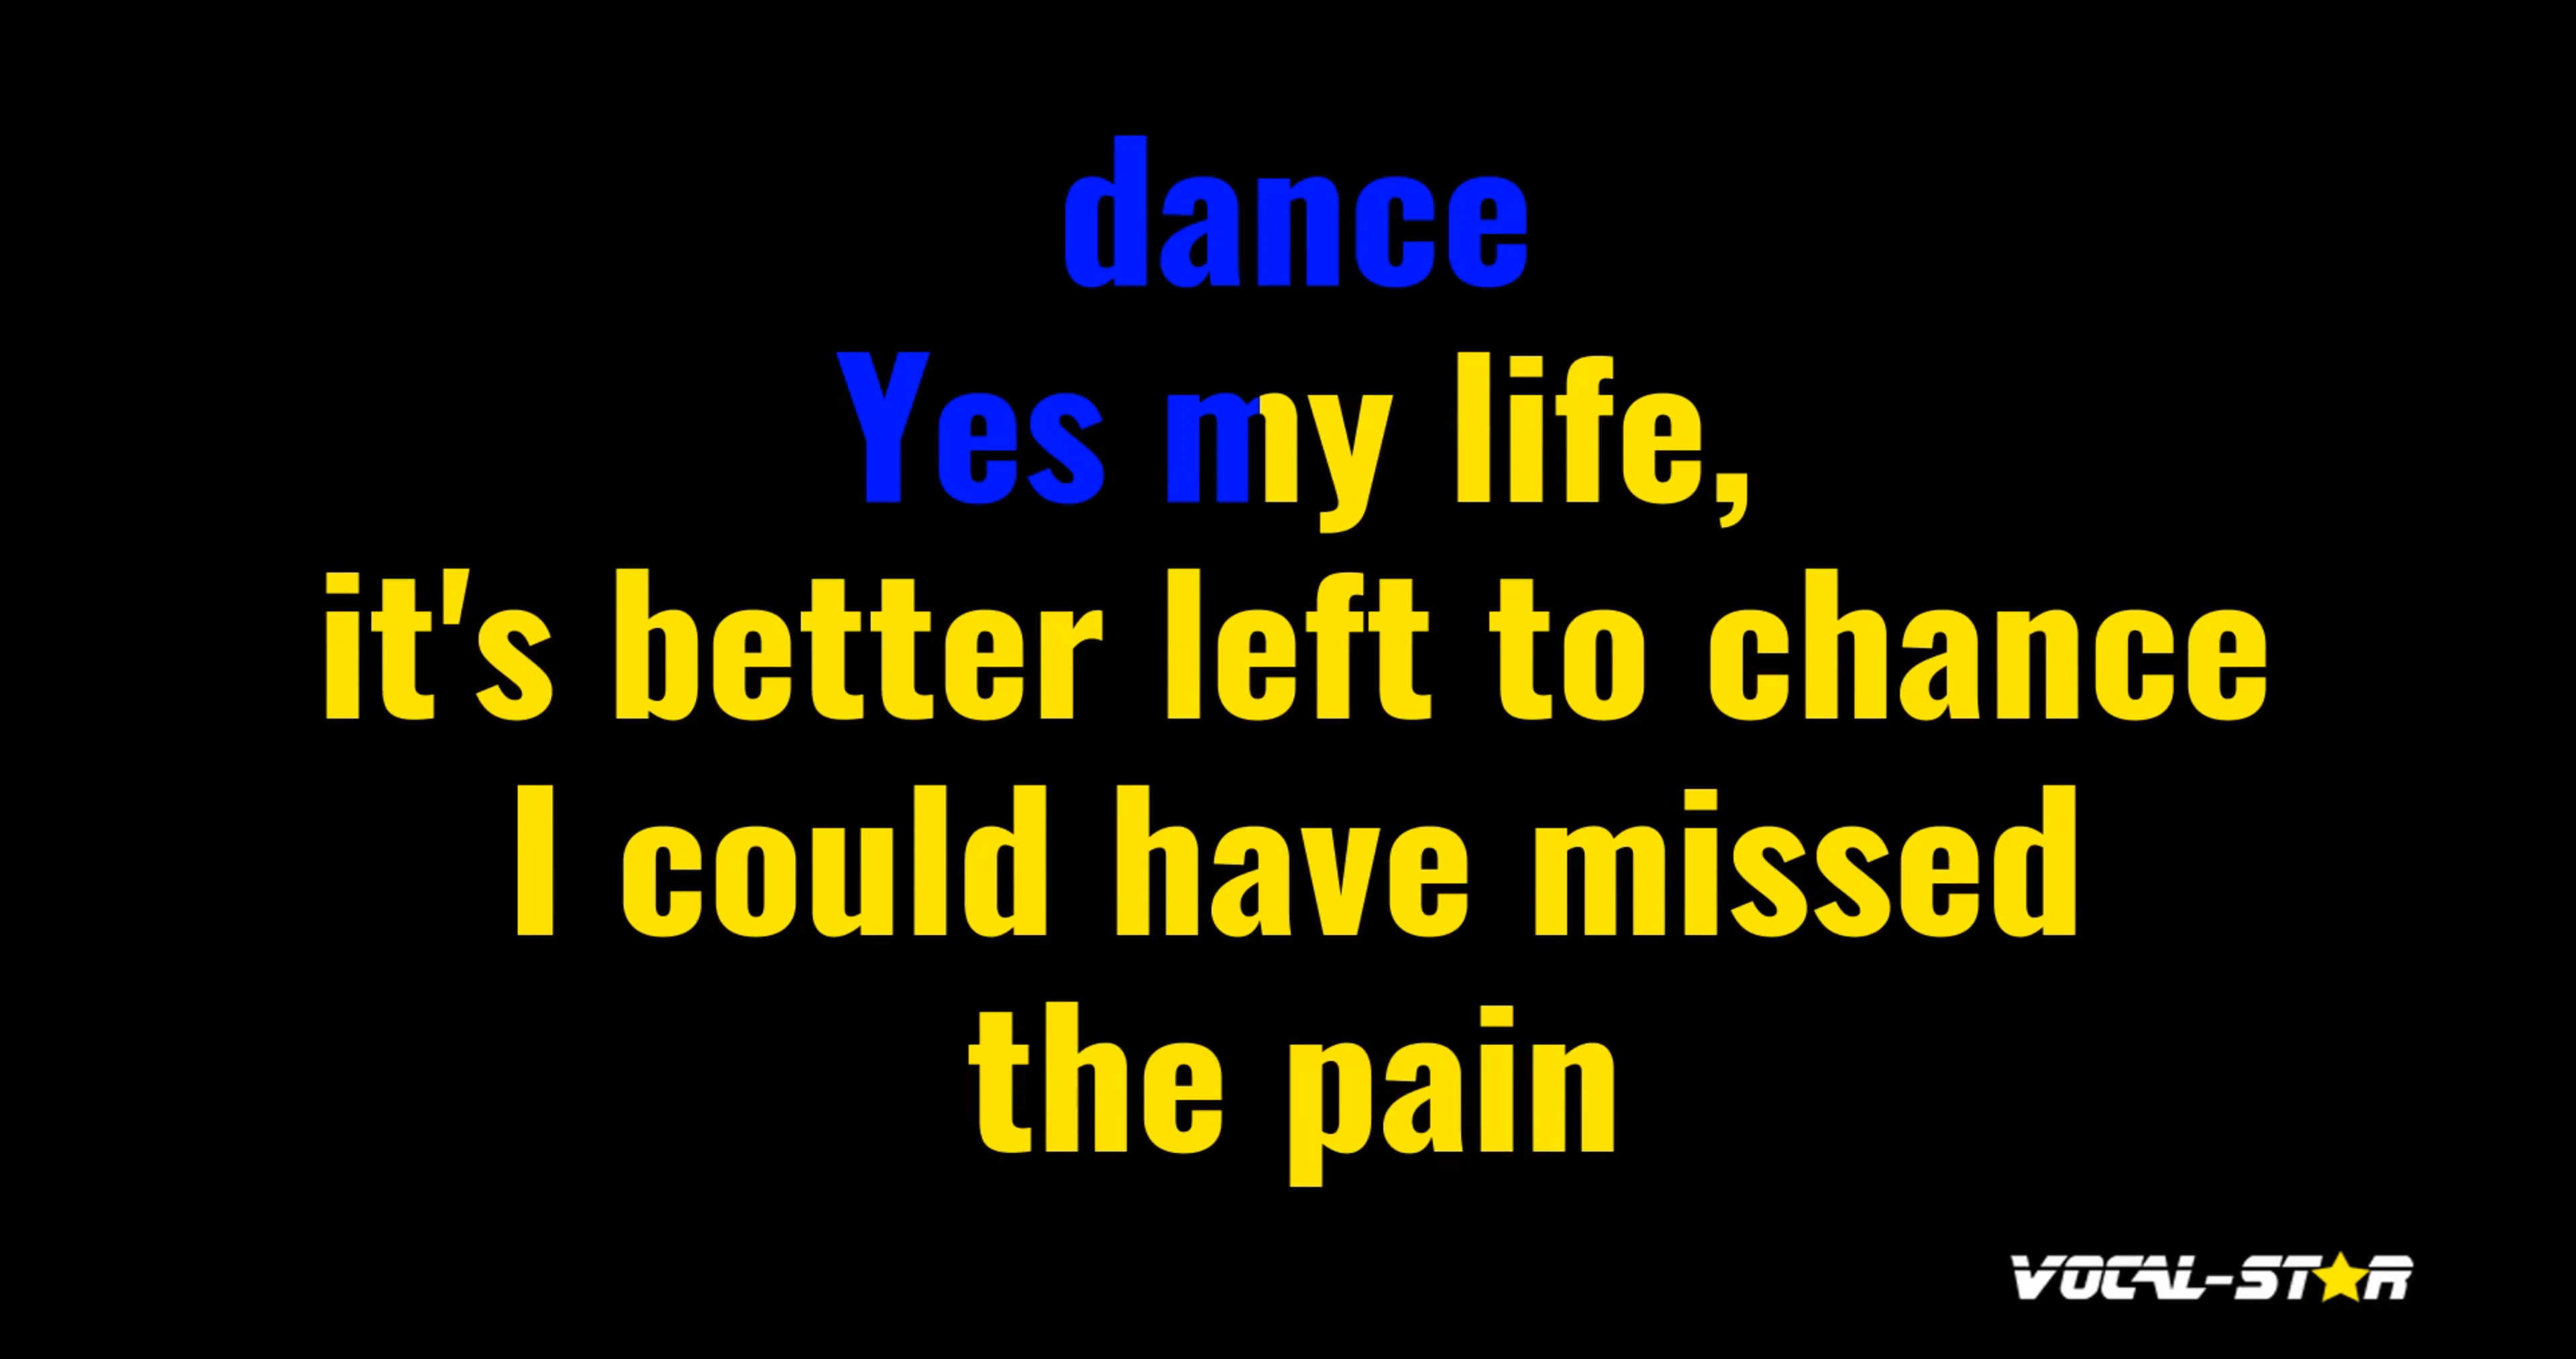 dance
Yes my life,
it's better left to chance
I could have missed
the pain
VOCAL-STAR